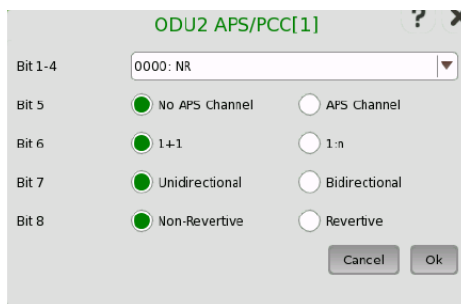 ODU2 APS/PCC[1] ? X
Bit 1-4 0000: NR
Bit 5 No APS Channel APS Channel
Bit 6 1+1 1:n
Bit 7 Unidirectional Bidirectional
Bit 8 Non-Revertive Revertive
Cancel Ok